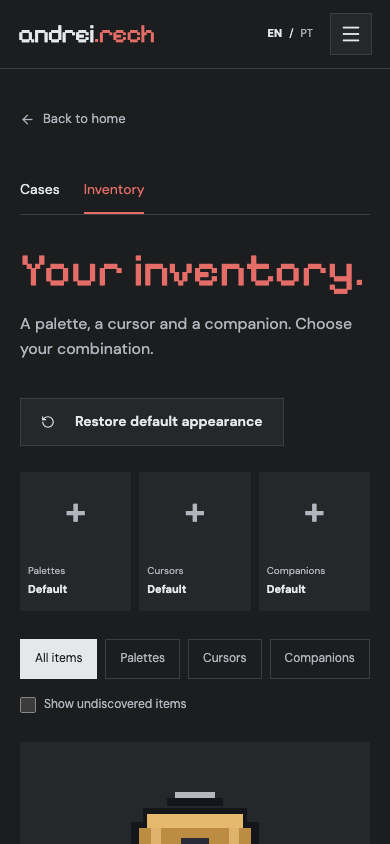 andrei.rech
EN / PT
Back to home
Cases Inventory
Your inventory.
A palette, a cursor and a companion. Choose
your combination.
Restore default appearance
Palettes
Default
Cursors
Default
Companions
Default
All items Palettes Cursors Companions
Show undiscovered items